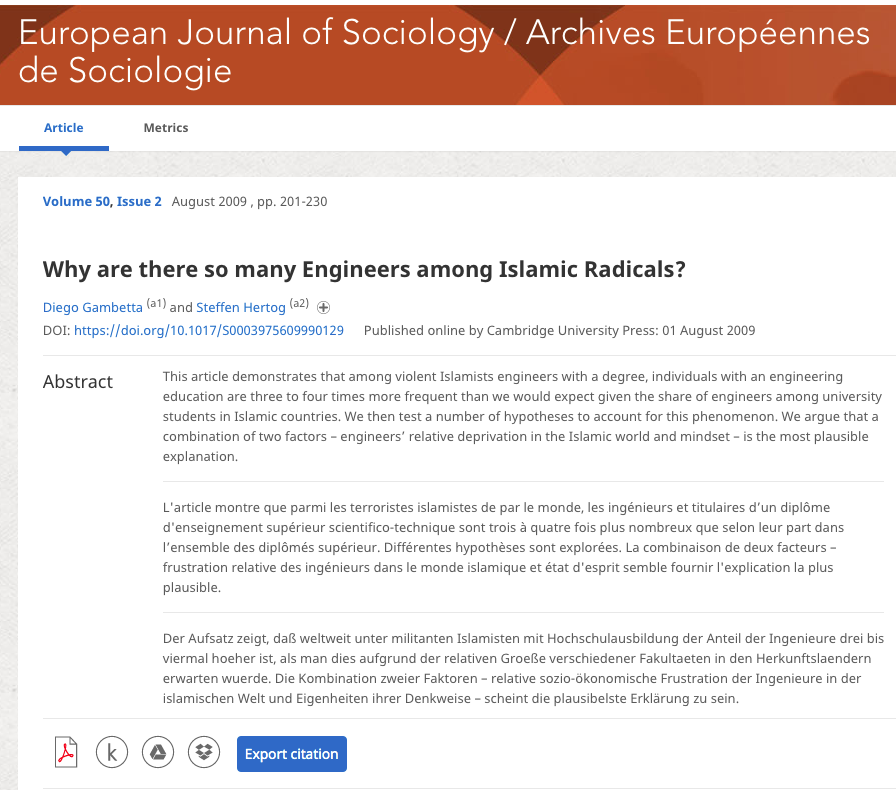 European Journal of Sociology / Archives Européennes
de Sociologie
Article Metrics
Volume 50, Issue 2 August 2009 , pp. 201-230
Why are there so many Engineers among Islamic Radicals?
Diego Gambetta (a1) and Steffen Hertog (a2)
DOI: https://doi.org/10.1017/S0003975609990129 Published online by Cambridge University Press: 01 August 2009
Abstract
This article demonstrates that among violent Islamists engineers with a degree, individuals with an engineering
education are three to four times more frequent than we would expect given the share of engineers among university
students in Islamic countries. We then test a number of hypotheses to account for this phenomenon. We argue that a
combination of two factors – engineers’ relative deprivation in the Islamic world and mindset – is the most plausible
explanation.
L'article montre que parmi les terroristes islamistes de par le monde, les ingénieurs et titulaires d’un diplôme
d'enseignement supérieur scientifico-technique sont trois à quatre fois plus nombreux que selon leur part dans
l’ensemble des diplômés supérieur. Différentes hypothèses sont explorées. La combinaison de deux facteurs –
frustration relative des ingénieurs dans le monde islamique et état d’esprit semble fournir l'explication la plus
plausible.
Der Aufsatz zeigt, daß weltweit unter militanten Islamisten mit Hochschulausbildung der Anteil der Ingenieure drei bis
viermal hoeher ist, als man dies aufgrund der relativen Groeße verschiedener Fakultaeten in den Herkunftslaendern
erwarten wuerde. Die Kombination zweier Faktoren – relative sozio-ökonomische Frustration der Ingenieure in der
islamischen Welt und Eigenheiten ihrer Denkweise – scheint die plausibelste Erklärung zu sein.
k
Export citation